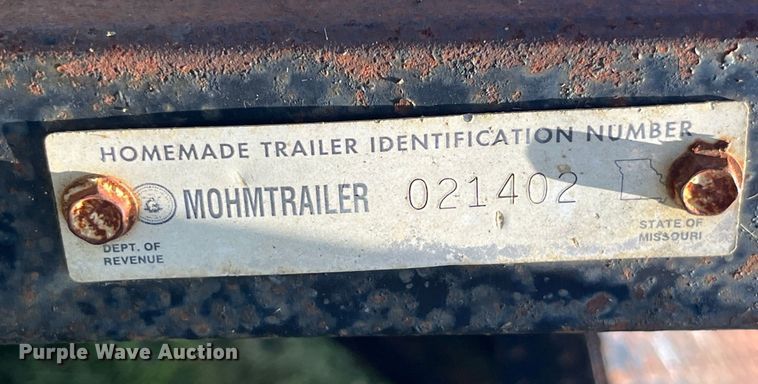 HOMEMADE TRAILER IDENTIFICATION NUMBER
MOHMTRAILER 021402
DEPT. OF
REVENUE
STATE OF
MISSOURI
Purple Wave Auction